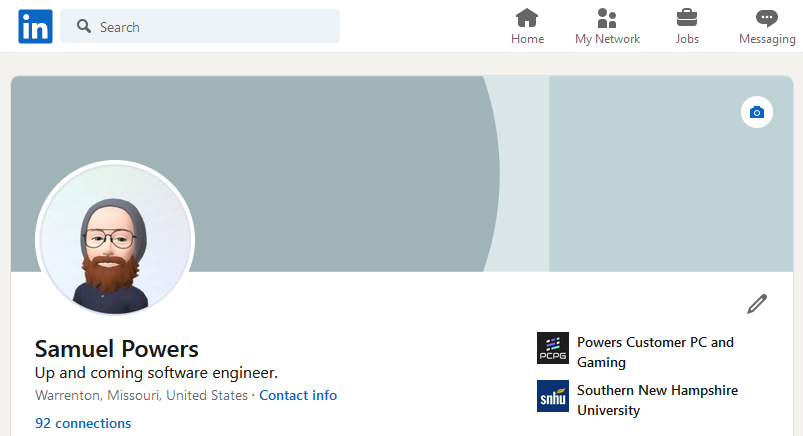 in
Search
Home
My Network
Jobs
Messaging
Samuel Powers
Up and coming software engineer.
Warrenton, Missouri, United States · Contact info
92 connections
PCPG
Powers Customer PC and
Gaming
snhu
Southern New Hampshire
University